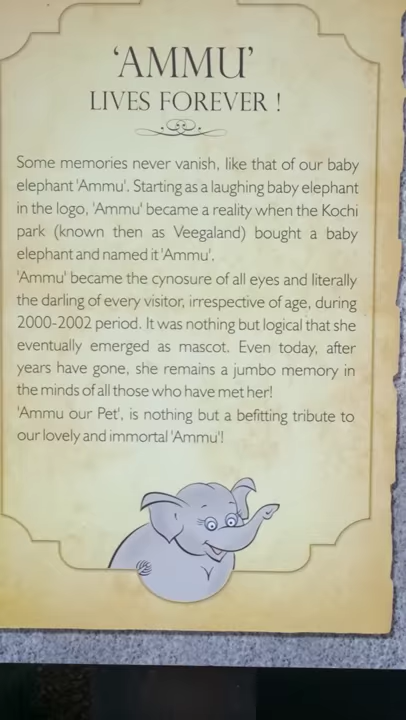 'AMMU'
LIVES FOREVER !
Some memories never vanish, like that of our baby
elephant 'Ammu'. Starting as a laughing baby elephant
in the logo, 'Ammu' became a reality when the Kochi
park (known then as Veegaland) bought a baby
elephant and named it 'Ammu'.
'Ammu' became the cynosure of all eyes and literally
the darling of every visitor, irrespective of age, during
2000-2002 period. It was nothing but logical that she
eventually emerged as mascot. Even today, after
years have gone, she remains a jumbo memory in
the minds of all those who have met her!
'Ammu our Pet', is nothing but a befitting tribute to
our lovely and immortal 'Ammu'!